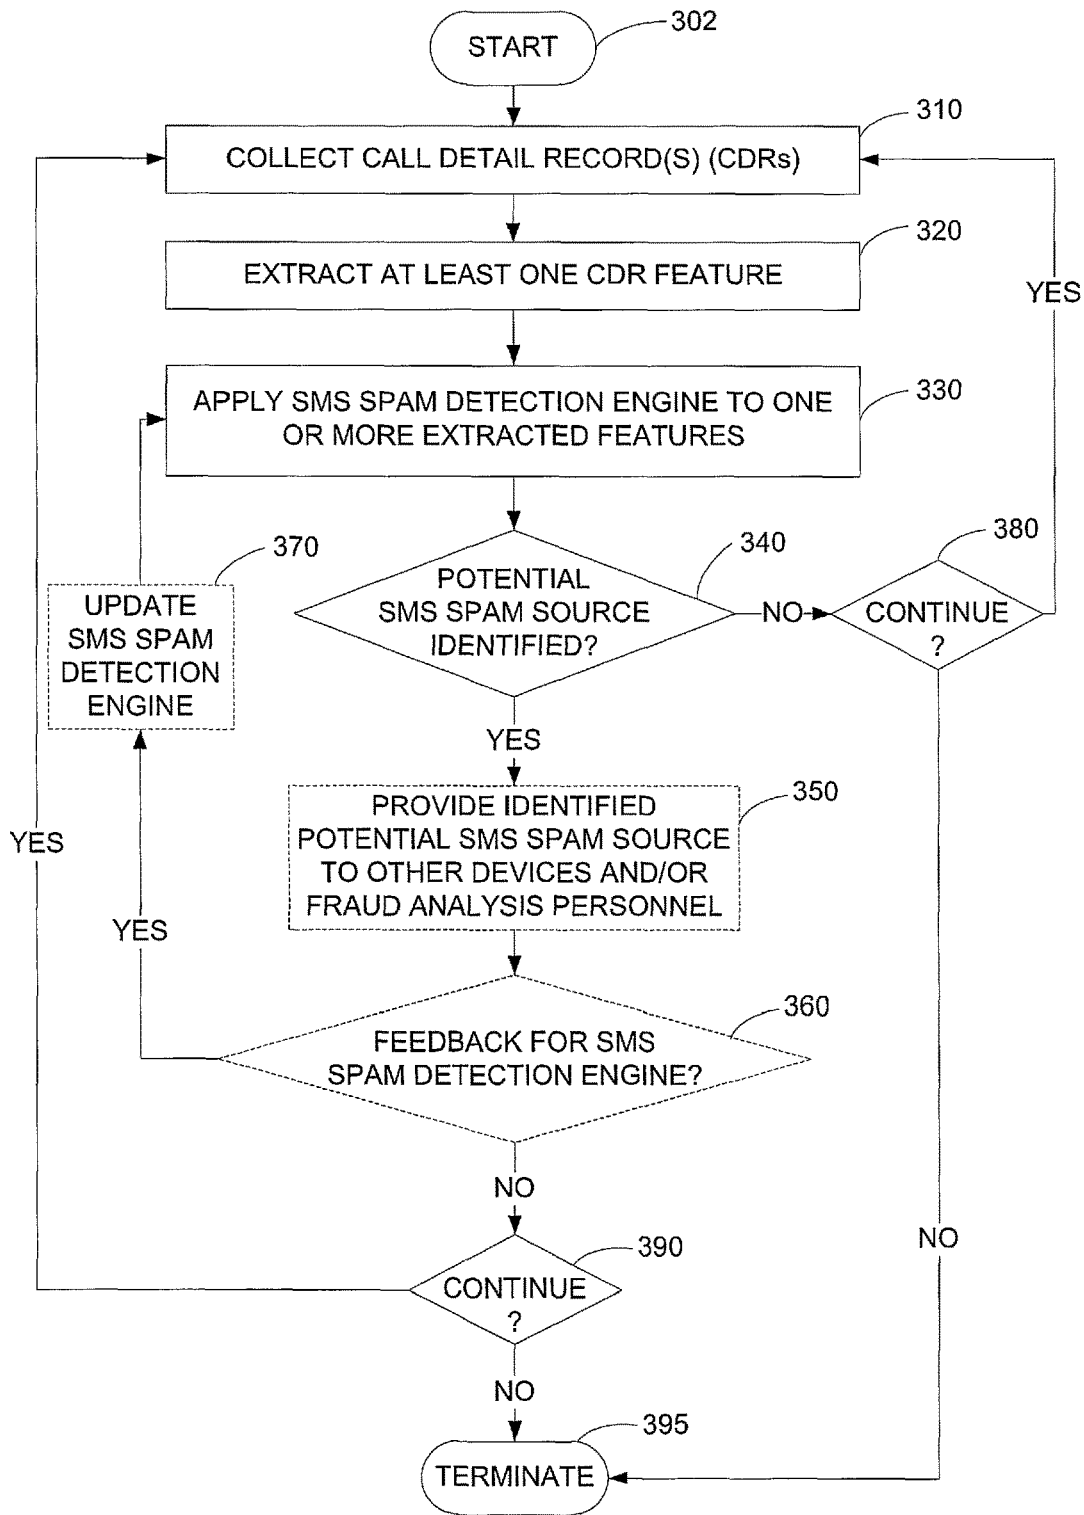 START
302
310
COLLECT CALL DETAIL RECORD(S) (CDRs)
320
EXTRACT AT LEAST ONE CDR FEATURE
YES
330
APPLY SMS SPAM DETECTION ENGINE TO ONE
OR MORE EXTRACTED FEATURES
370
340
380
POTENTIAL
SMS SPAM SOURCE
IDENTIFIED?
NO
CONTINUE
?
UPDATE
SMS SPAM
DETECTION
ENGINE
YES
350
PROVIDE IDENTIFIED
POTENTIAL SMS SPAM SOURCE
TO OTHER DEVICES AND/OR
FRAUD ANALYSIS PERSONNEL
YES
YES
360
FEEDBACK FOR SMS
SPAM DETECTION ENGINE?
NO
NO
390
CONTINUE
?
NO
395
TERMINATE